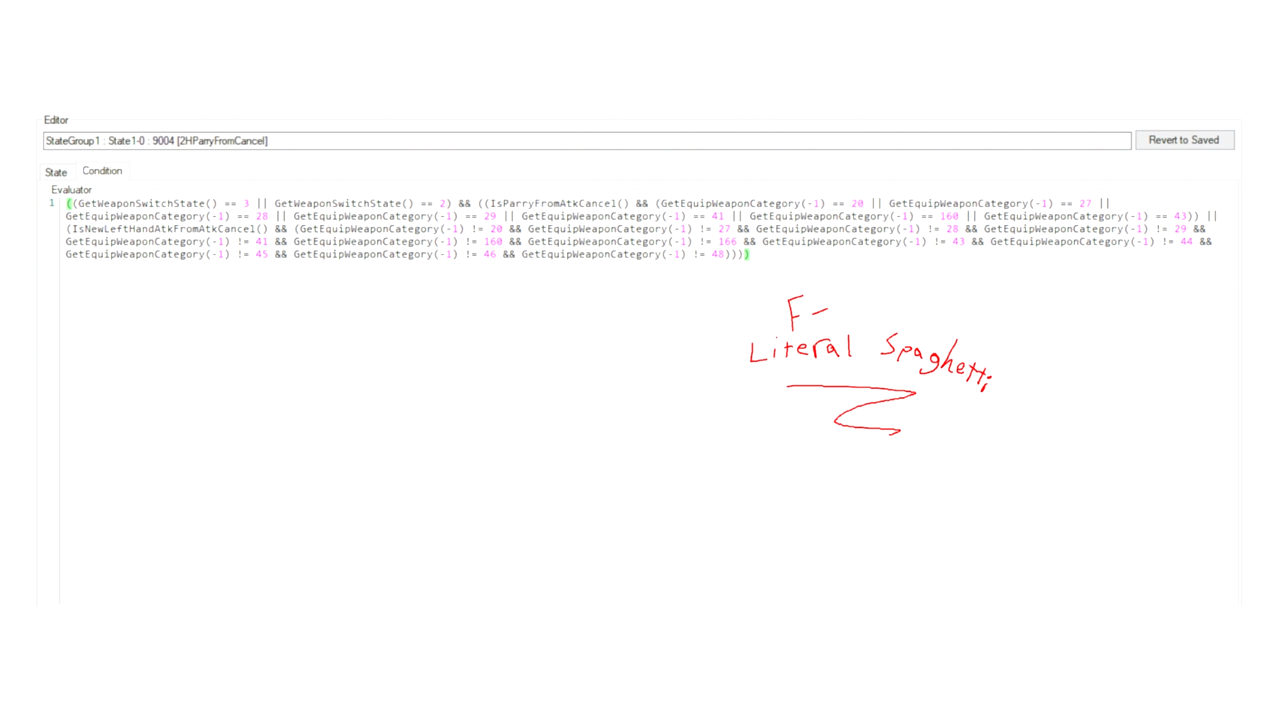 Editor
StateGroup1 : State1-0 : 9004 [2HParryFromCancel]
Revert to Saved
State
Condition
Evaluator
1 ((GetWeaponSwitchState() == 3 || GetWeaponSwitchState() == 2) && ((IsParryFromAtkCancel() && (GetEquipWeaponCategory(-1) == 20 || GetEquipWeaponCategory(-1) == 27 ||
GetEquipWeaponCategory(-1) == 28 || GetEquipWeaponCategory(-1) == 29 || GetEquipWeaponCategory(-1) == 41 || GetEquipWeaponCategory(-1) == 160 || GetEquipWeaponCategory(-1) == 43)) ||
(IsNewLeftHandAtkFromAtkCancel() && (GetEquipWeaponCategory(-1) != 20 && GetEquipWeaponCategory(-1) != 27 && GetEquipWeaponCategory(-1) != 28 && GetEquipWeaponCategory(-1) != 29 &&
GetEquipWeaponCategory(-1) != 41 && GetEquipWeaponCategory(-1) != 160 && GetEquipWeaponCategory(-1) != 166 && GetEquipWeaponCategory(-1) != 43 && GetEquipWeaponCategory(-1) != 44 &&
GetEquipWeaponCategory(-1) != 45 && GetEquipWeaponCategory(-1) != 46 && GetEquipWeaponCategory(-1) != 48))))
F-
Literal Spaghetti